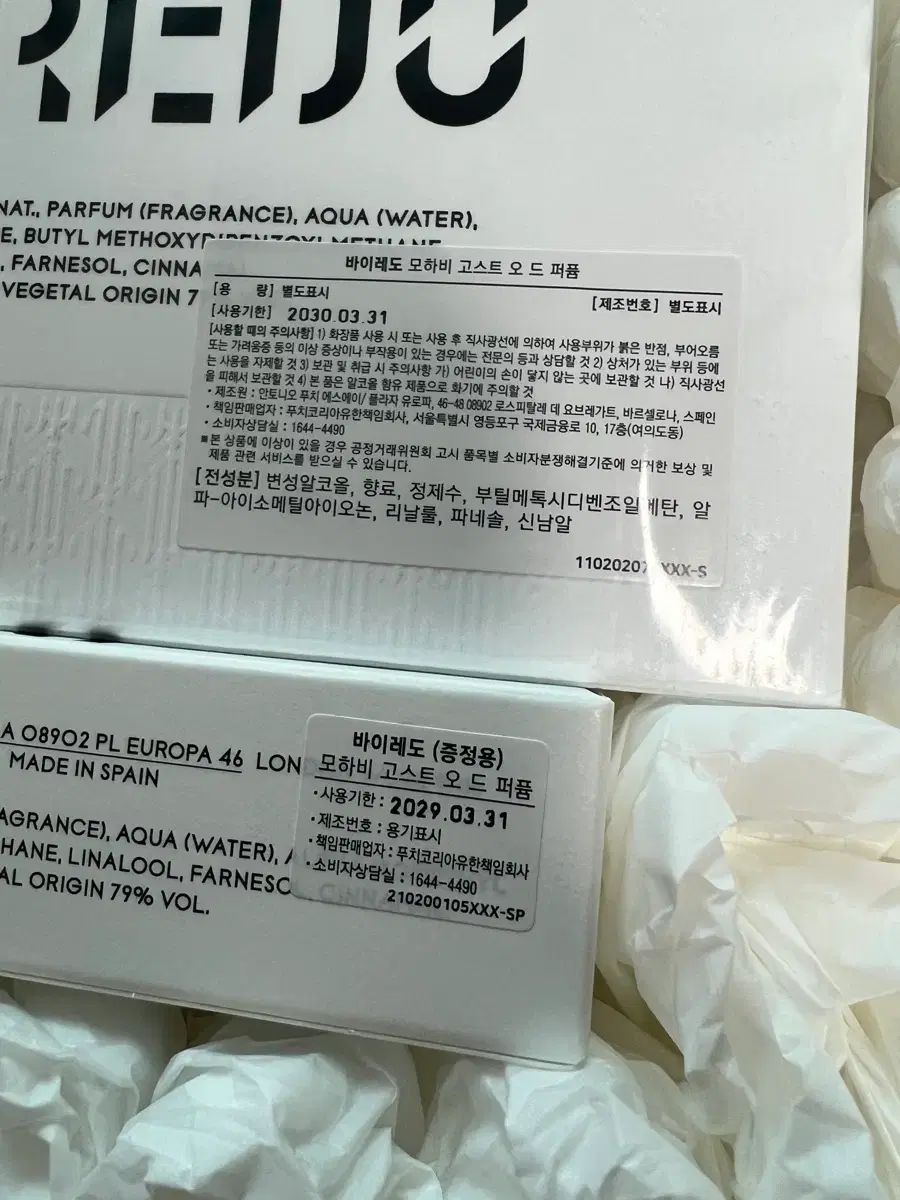 REDO
NAT., PARFUM (FRAGRANCE), AQUA (WATER),
E, BUTYL METHOXYDIBENZOYLMETHANE
, FARNESOL, CINNA
VEGETAL ORIGIN 7
바이레도 모하비 고스트 오 드 퍼퓸
[용 량] 별도표시 [제조번호] 별도표시
[사용기한] 2030.03.31
[사용할 때의 주의사항] 1) 화장품 사용 시 또는 사용 후 직사광선에 의하여 사용부위가 붉은 반점, 부어오름
또는 가려움증 등의 이상 증상이나 부작용이 있는 경우에는 전문의 등과 상담할 것 2) 상처가 있는 부위 등에
는 사용을 자제할 것 3) 보관 및 취급 시 주의사항 가) 어린이의 손이 닿지 않는 곳에 보관할 것 나) 직사광선
을 피해서 보관할 것 4) 본 품은 알코올 함유 제품으로 화기에 주의할 것
• 제조원 : 안토니오 푸치 에스에이/ 플라자 유로파, 46-48 08902 로스피탈레 데 요브레가트, 바르셀로나, 스페인
• 책임판매업자 : 푸치코리아유한책임회사, 서울특별시 영등포구 국제금융로 10, 17층(여의도동)
• 소비자상담실 : 1644-4490
■ 본 상품에 이상이 있을 경우 공정거래위원회 고시 품목별 소비자분쟁해결기준에 의거한 보상 및
제품 관련 서비스를 받으실 수 있습니다.
[전성분] 변성알코올, 향료, 정제수, 부틸메톡시디벤조일메탄, 알
파-아이소메틸아이오논, 리날룰, 파네솔, 신남알
11020207 XXX-S
A 08902 PL EUROPA 46 LON
MADE IN SPAIN
AGRANCE), AQUA (WATER), A
HANE, LINALOOL, FARNESOL, CINNA
AL ORIGIN 79% VOL.
바이레도 (증정용)
모하비 고스트 오 드 퍼퓸
• 사용기한 : 2029.03.31
• 제조번호 : 용기표시
• 책임판매업자 : 푸치코리아유한책임회사
• 소비자상담실 : 1644-4490
210200105XXX-SP